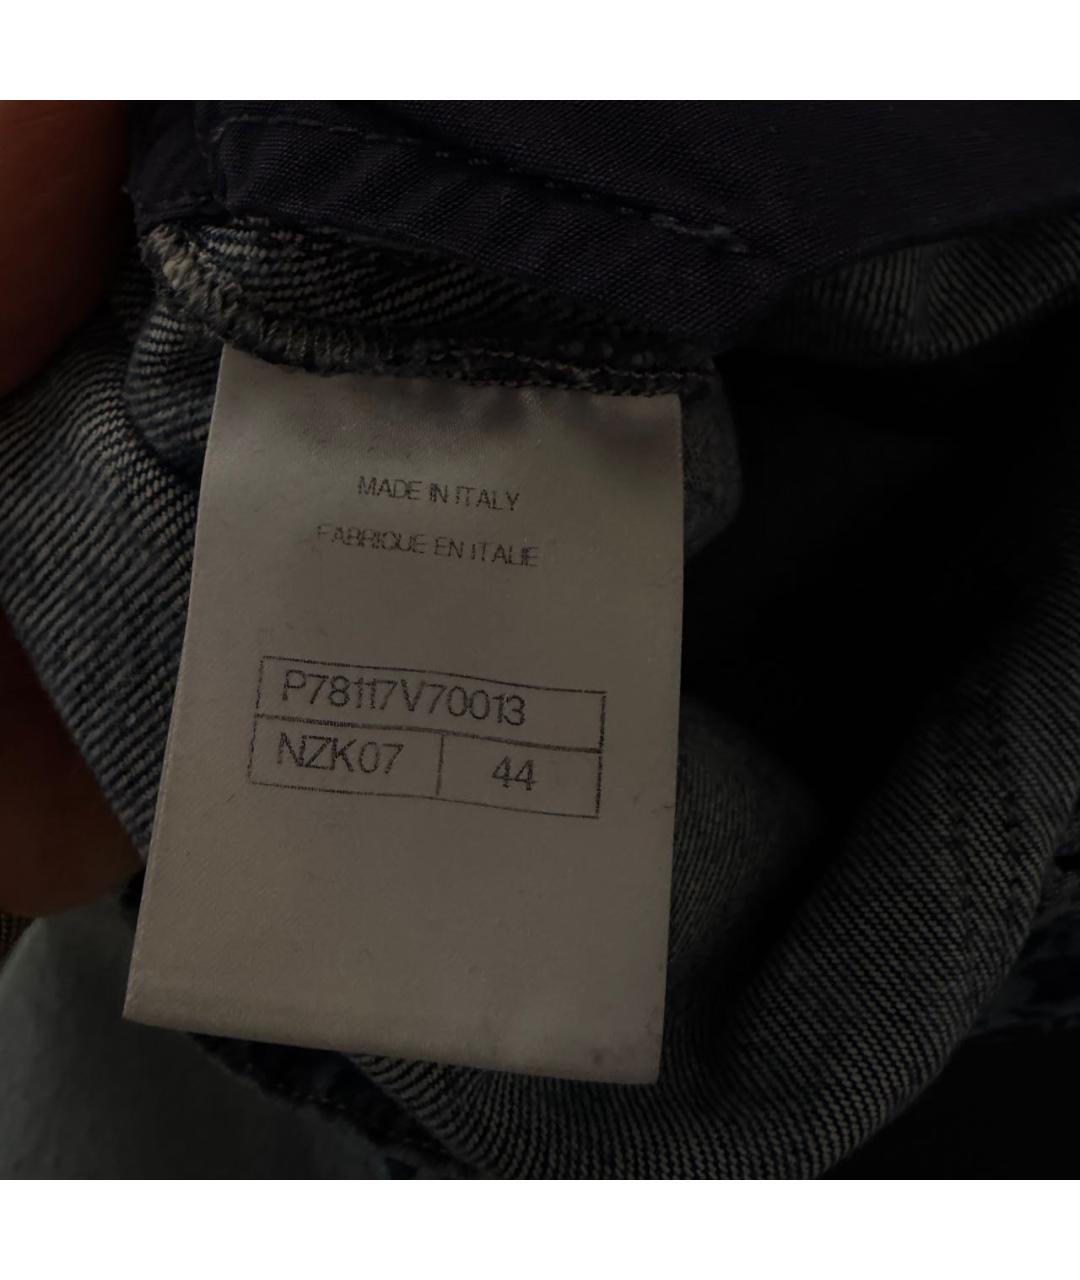 MADE IN ITALY
FABRIQUE EN ITALIE
P78117V70013
NZK07 44